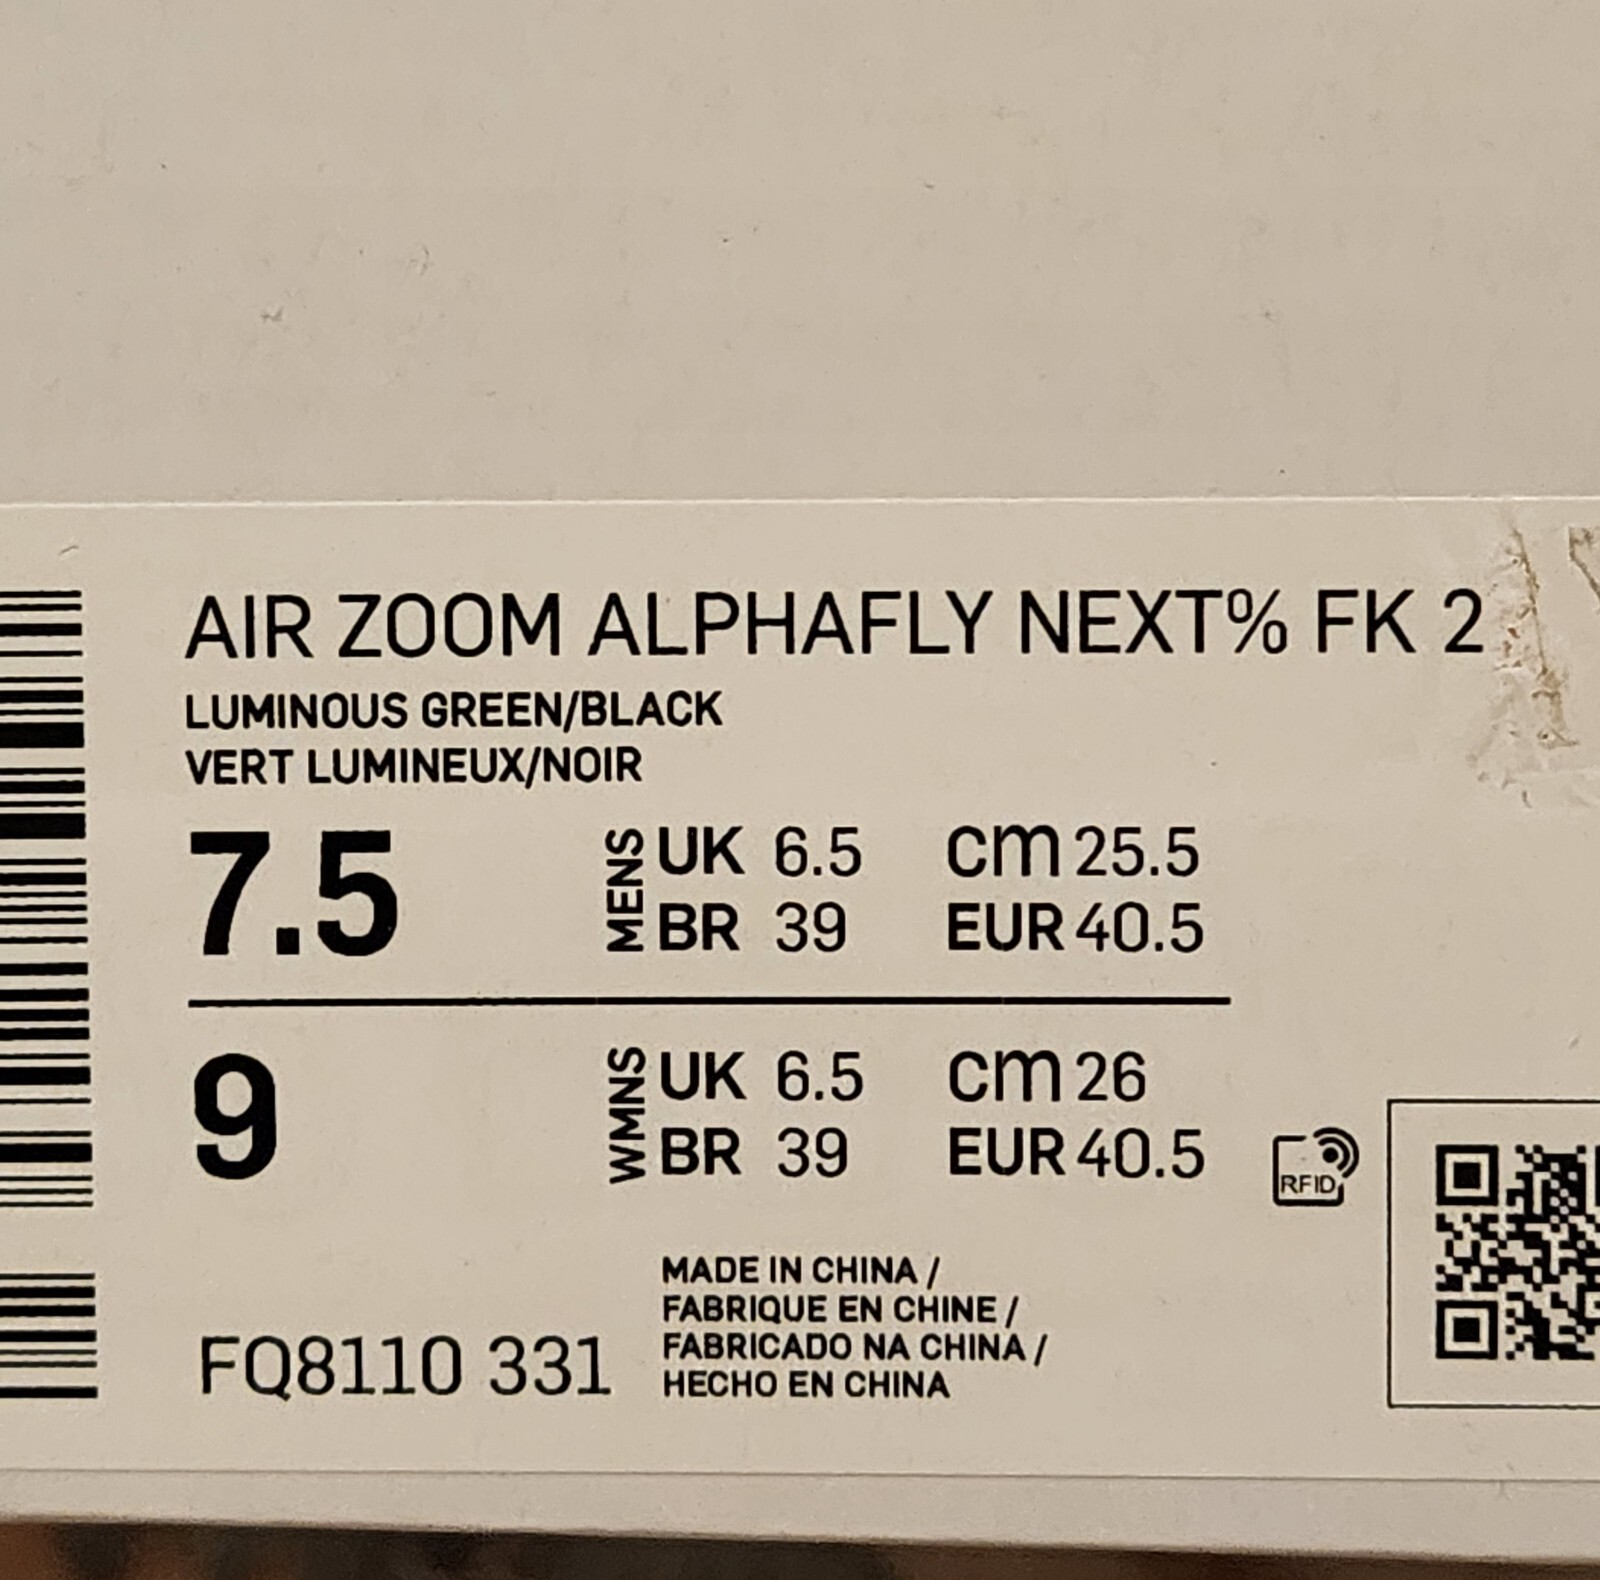 AIR ZOOM ALPHAFLY NEXT% FK 2
LUMINOUS GREEN/BLACK
VERT LUMINEUX/NOIR
7.5
MENS
UK 6.5 cm 25.5
BR 39 EUR 40.5
9
WMNS
UK 6.5 cm 26
BR 39 EUR 40.5
RFID
MADE IN CHINA /
FABRIQUE EN CHINE /
FABRICADO NA CHINA /
HECHO EN CHINA
FQ8110 331